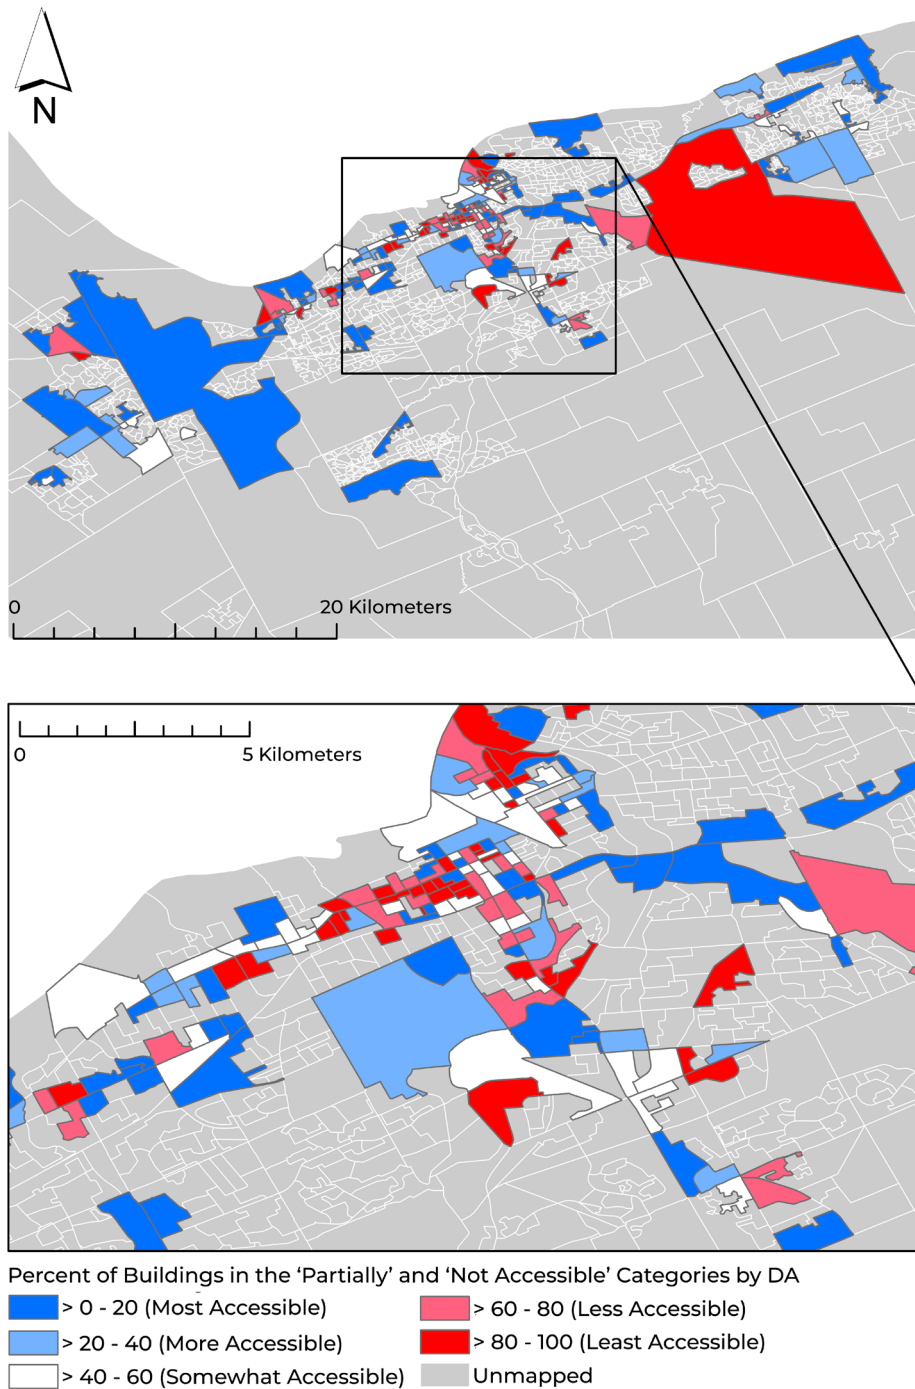 N
0 20 Kilometers
0 5 Kilometers
Percent of Buildings in the ‘Partially’ and ‘Not Accessible’ Categories by DA
> 0 - 20 (Most Accessible)
> 20 - 40 (More Accessible)
> 40 - 60 (Somewhat Accessible)
> 60 - 80 (Less Accessible)
> 80 - 100 (Least Accessible)
Unmapped